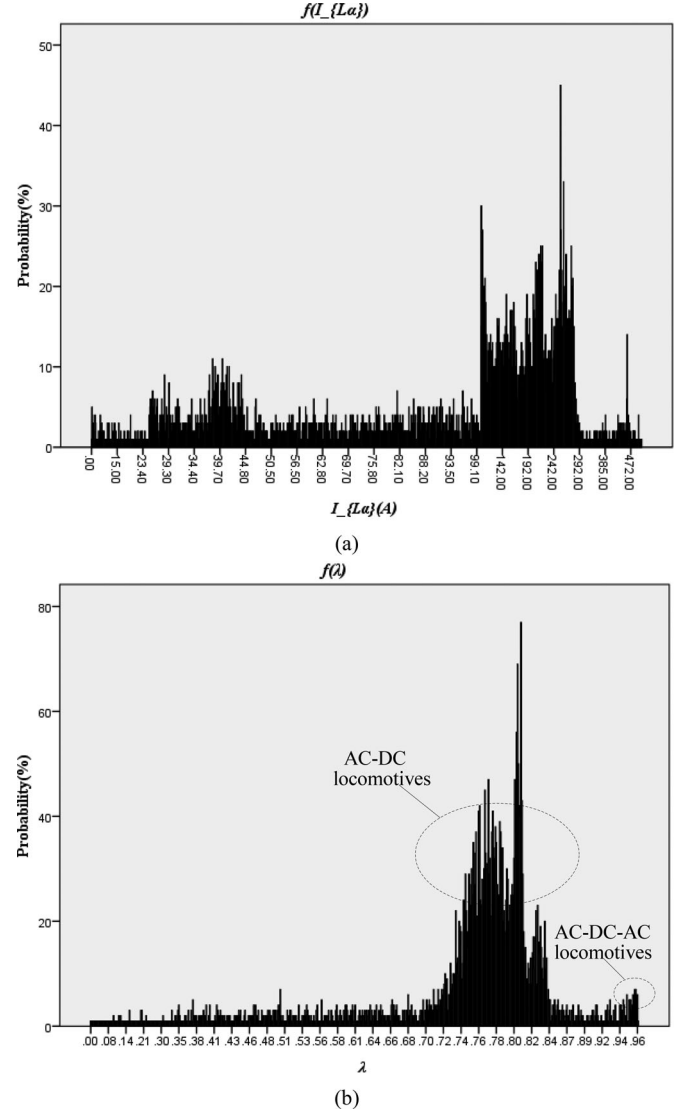 f(I_{Lα})
50
40
30
20
10
0
Probability(%)
.00 15.00 23.40 29.30 34.40 39.70 44.80 50.50 56.50 62.80 69.70 75.80 82.10 88.20 93.50 99.10 142.00 192.00 242.00 292.00 365.00 472.00
I_{Lα}(A)
(a)
f(λ)
80
60
40
20
0
Probability(%)
AC-DC
locomotives
AC-DC-AC
locomotives
.00 .08 .14 .21 .30 .35 .38 .41 .43 .46 .48 .51 .53 .56 .58 .61 .64 .66 .68 .70 .72 .74 .76 .78 .80 .82 .84 .87 .89 .92 .94 .96
λ
(b)